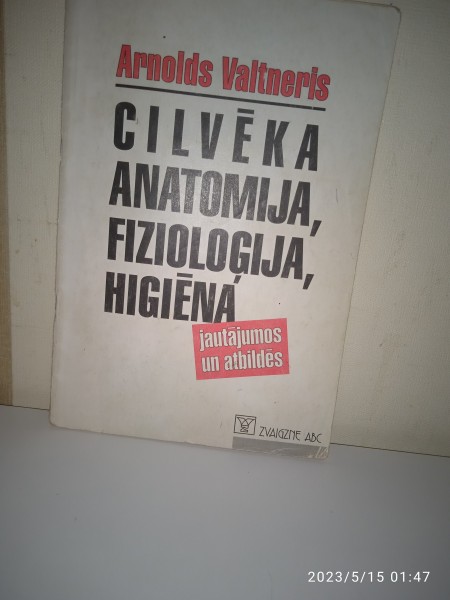 Arnolds Valtneris
CILVĒKA
ANATOMIJA,
FIZIOLOĢIJA,
HIGIĒNA
jautājumos
un atbildēs
ZVAIGZNE ABC
2023/5/15 01:47